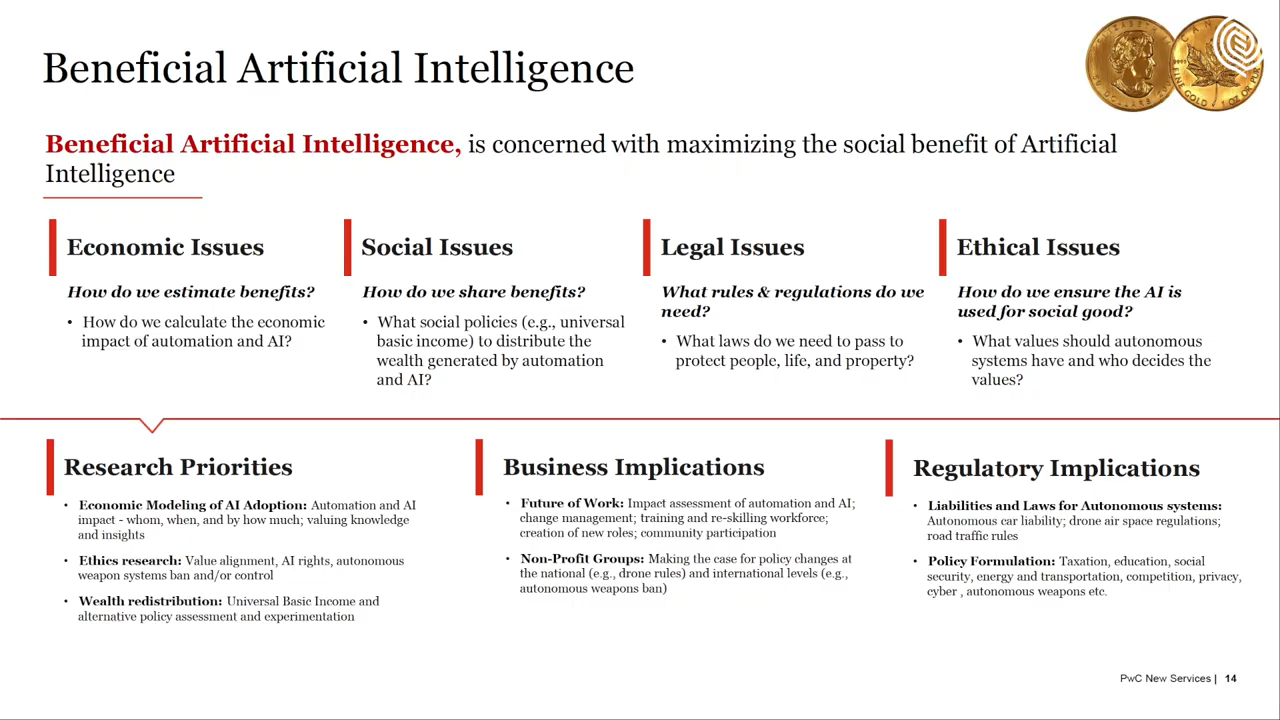 Beneficial Artificial Intelligence
Beneficial Artificial Intelligence, is concerned with maximizing the social benefit of Artificial
Intelligence
Economic Issues
How do we estimate benefits?
• How do we calculate the economic
impact of automation and AI?
Social Issues
How do we share benefits?
• What social policies (e.g., universal
basic income) to distribute the
wealth generated by automation
and AI?
Legal Issues
What rules & regulations do we
need?
• What laws do we need to pass to
protect people, life, and property?
Ethical Issues
How do we ensure the AI is
used for social good?
• What values should autonomous
systems have and who decides the
values?
Research Priorities
• Economic Modeling of AI Adoption: Automation and AI
impact - whom, when, and by how much; valuing knowledge
and insights
• Ethics research: Value alignment, AI rights, autonomous
weapon systems ban and/or control
• Wealth redistribution: Universal Basic Income and
alternative policy assessment and experimentation
Business Implications
• Future of Work: Impact assessment of automation and AI;
change management; training and re-skilling workforce;
creation of new roles; community participation
• Non-Profit Groups: Making the case for policy changes at
the national (e.g., drone rules) and international levels (e.g.,
autonomous weapons ban)
Regulatory Implications
• Liabilities and Laws for Autonomous systems:
Autonomous car liability; drone air space regulations;
road traffic rules
• Policy Formulation: Taxation, education, social
security, energy and transportation, competition, privacy,
cyber , autonomous weapons etc.
PwC New Services | 14